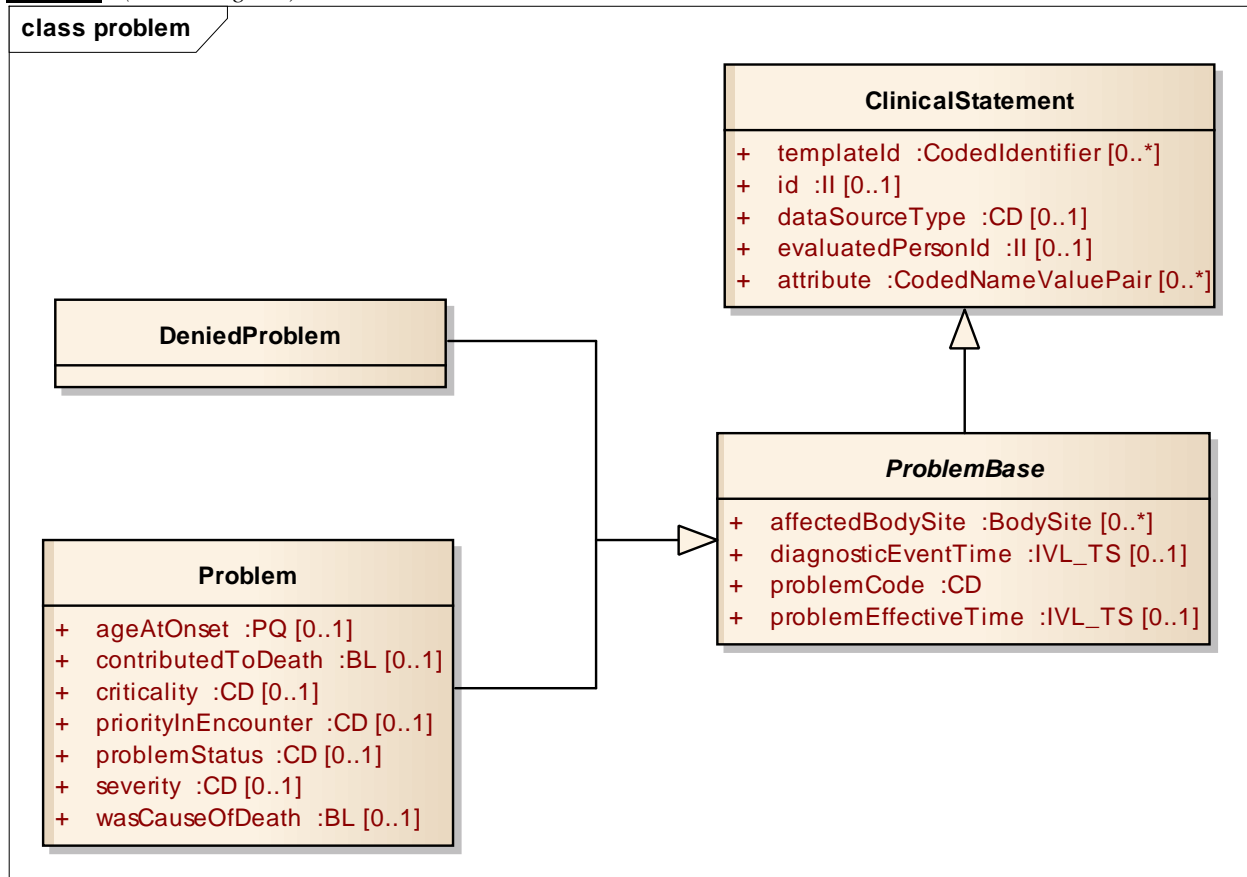 class problem
ClinicalStatement
+ templateId :CodedIdentifier [0..*]
+ id :II [0..1]
+ dataSourceType :CD [0..1]
+ evaluatedPersonId :II [0..1]
+ attribute :CodedNameValuePair [0..*]
DeniedProblem
ProblemBase
+ affectedBodySite :BodySite [0..*]
+ diagnosticEventTime :IVL_TS [0..1]
+ problemCode :CD
+ problemEffectiveTime :IVL_TS [0..1]
Problem
+ ageAtOnset :PQ [0..1]
+ contributedToDeath :BL [0..1]
+ criticality :CD [0..1]
+ priorityInEncounter :CD [0..1]
+ problemStatus :CD [0..1]
+ severity :CD [0..1]
+ wasCauseOfDeath :BL [0..1]